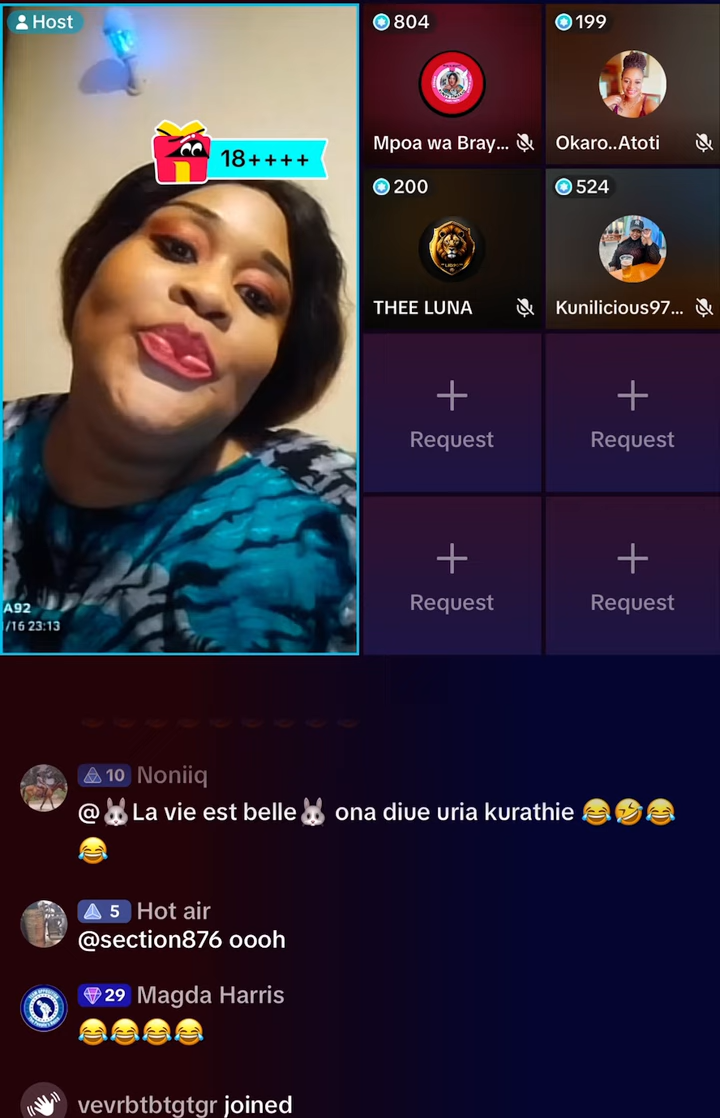 Host
18++++
A92
/16 23:13
804
Mpoa wa Bray...
199
Okaro..Atoti
200
THEE LUNA
524
Kunilicious97...
Request
Request
Request
Request
10 Noniiq
@🐰La vie est belle🐰 ona diue uria kurathie 😂🤣😂
😂
5 Hot air
@section876 oooh
29 Magda Harris
😂😂😂😂
vevrbtbtgtgr joined